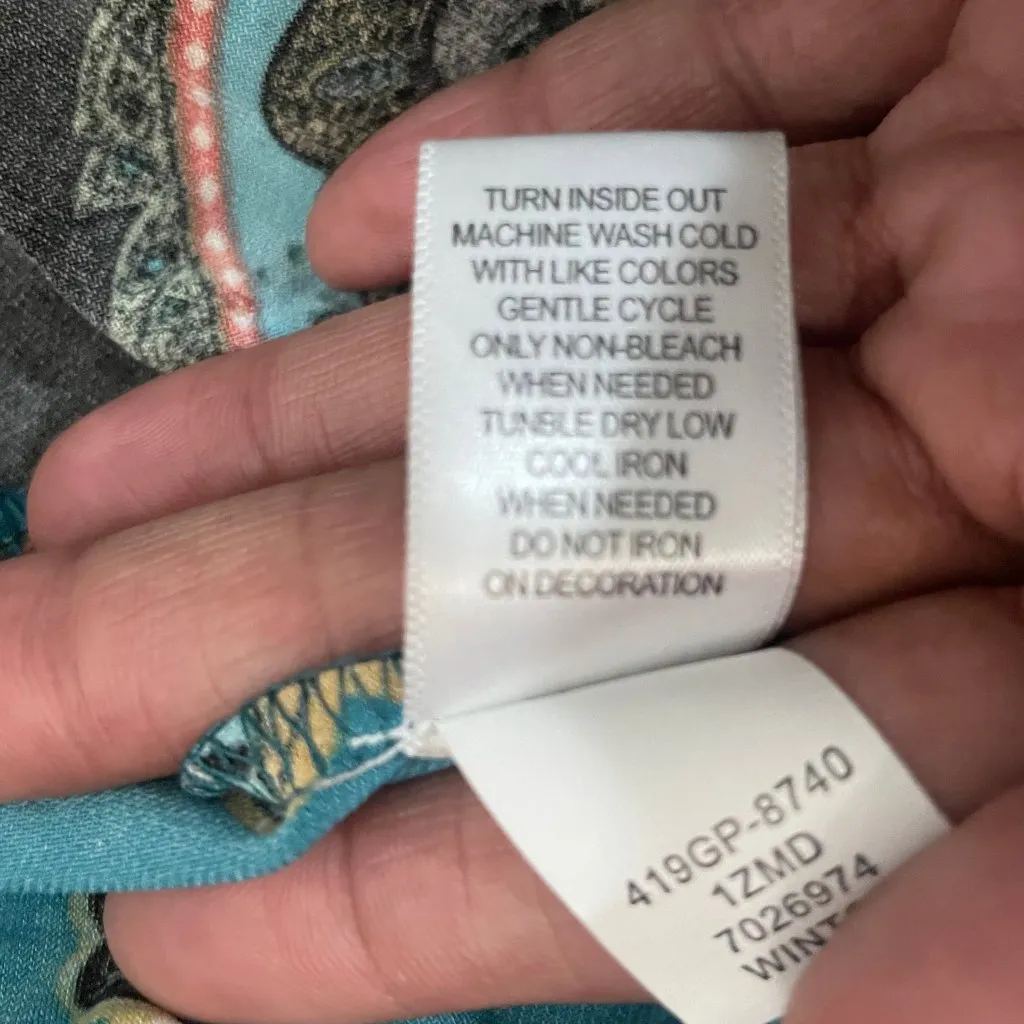 TURN INSIDE OUT
MACHINE WASH COLD
WITH LIKE COLORS
GENTLE CYCLE
ONLY NON-BLEACH
WHEN NEEDED
TUMBLE DRY LOW
COOL IRON
WHEN NEEDED
DO NOT IRON
ON DECORATION
419GP-8740
1ZMD
7026974